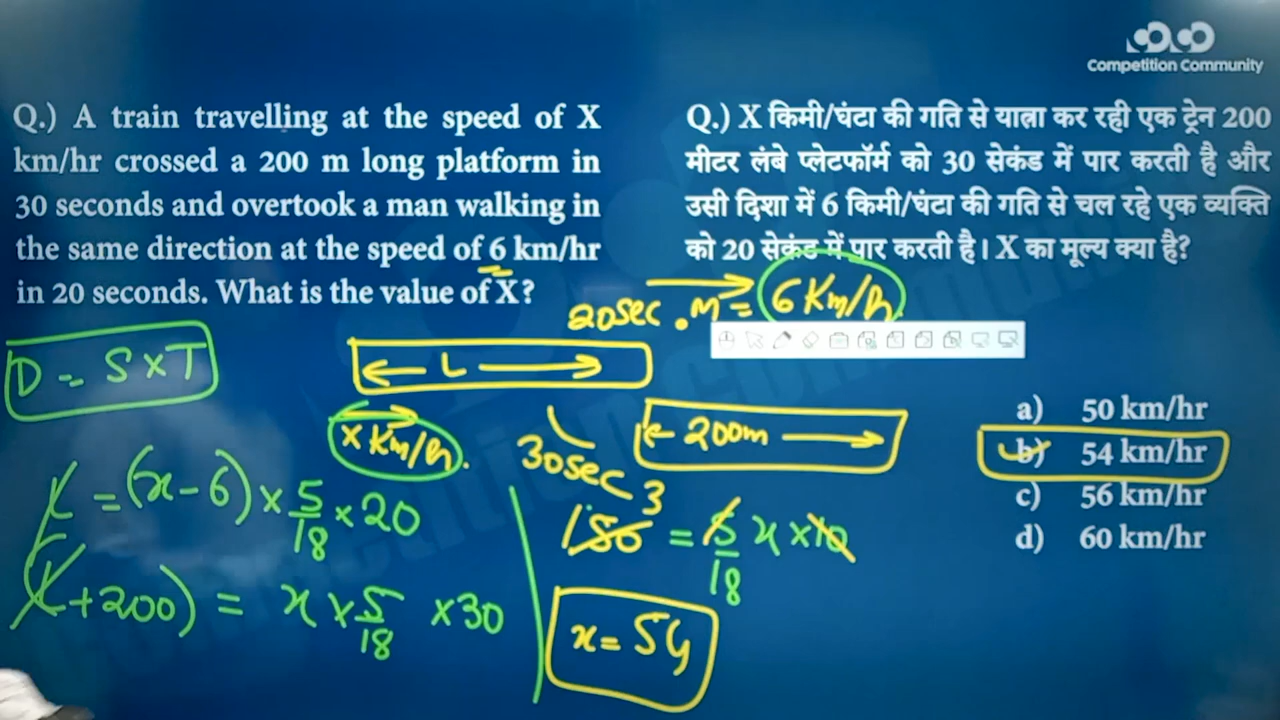 Competition Community
Q.) A train travelling at the speed of X
km/hr crossed a 200 m long platform in
30 seconds and overtook a man walking in
the same direction at the speed of 6 km/hr
in 20 seconds. What is the value of X?
Q.) X किमी/घंटा की गति से यात्रा कर रही एक ट्रेन 200
मीटर लंबे प्लेटफॉर्म को 30 सेकंड में पार करती है और
उसी दिशा में 6 किमी/घंटा की गति से चल रहे एक व्यक्ति
को 20 सेकंड में पार करती है। X का मूल्य क्या है?
20sec . M = 6 Km/h
D = S×T
L
x Km/h.
200m
30sec
a) 50 km/hr
b) 54 km/hr
c) 56 km/hr
d) 60 km/hr
L = (x-6) × 5/18 × 20
(L+200) = x × 5/18 × 30
3
150 = 5/18 x × 10
x = 54